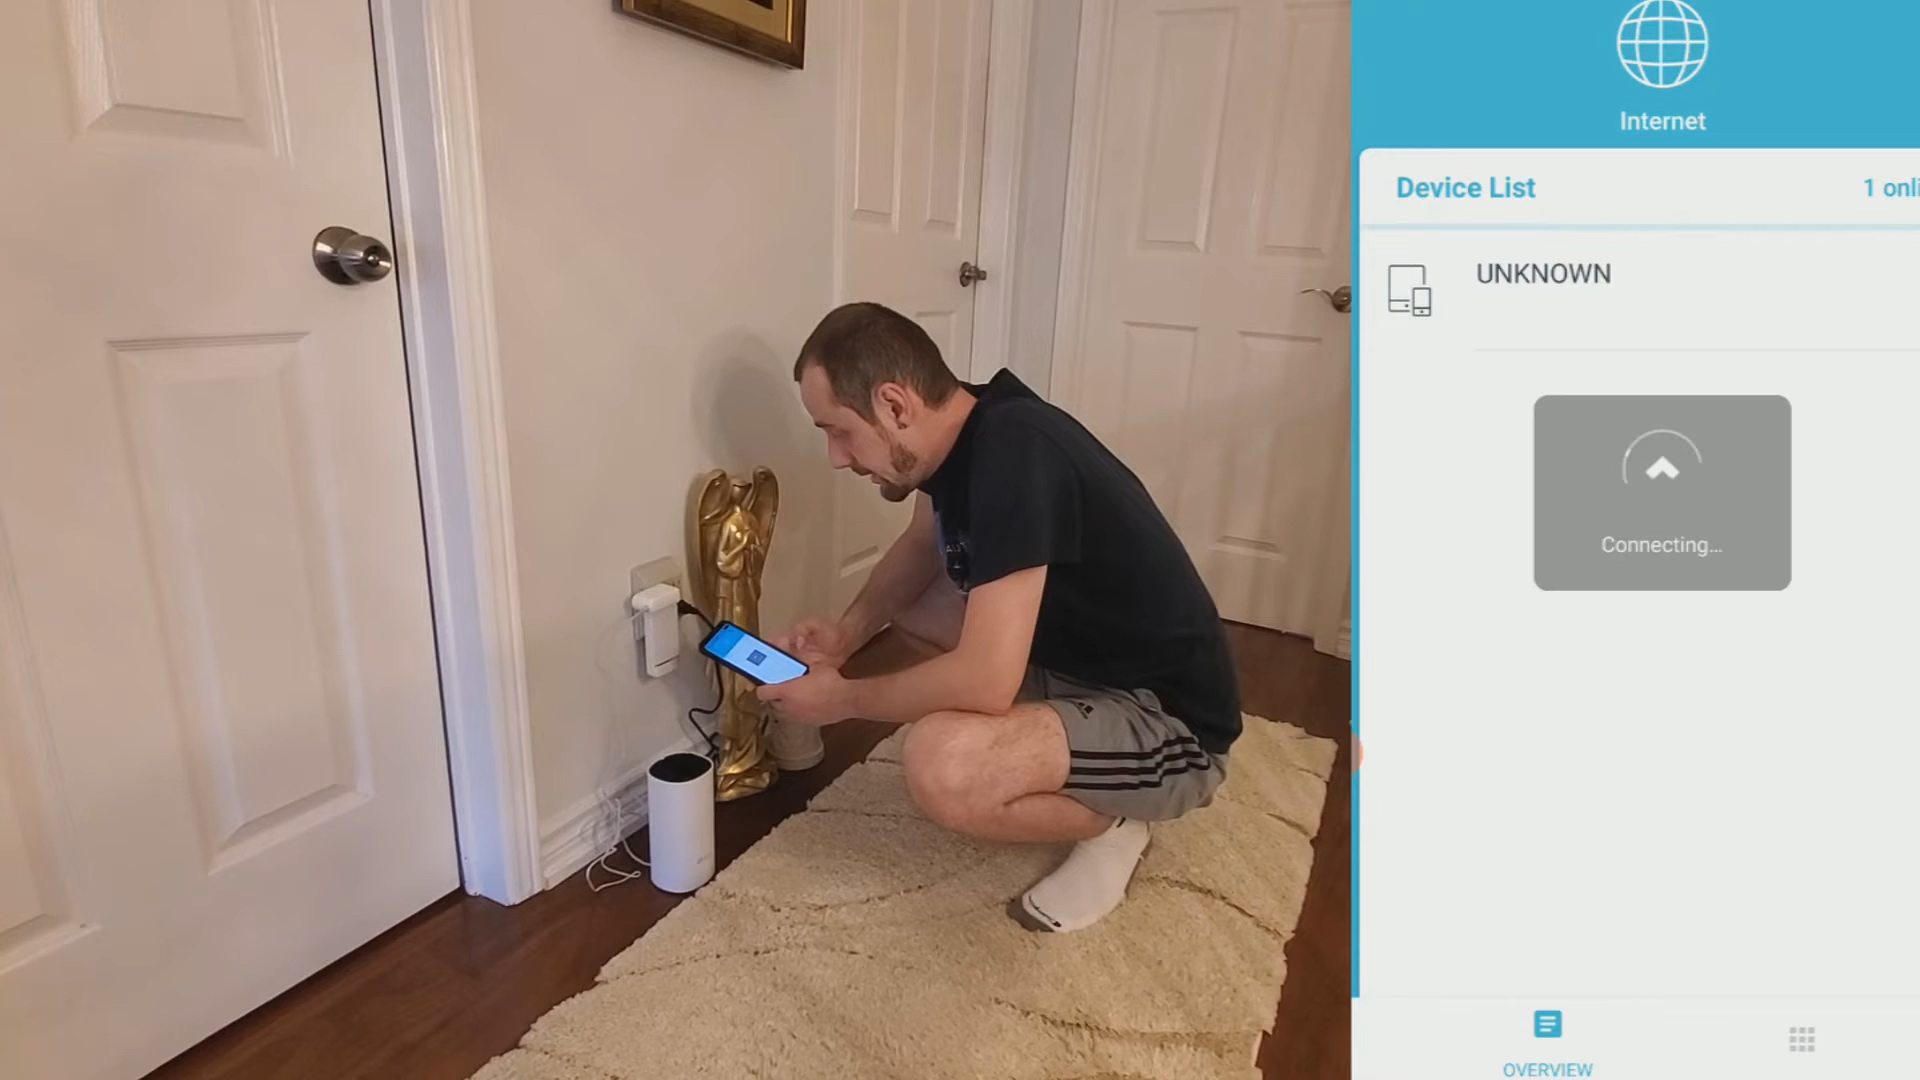 Internet
Device List
1 onli
UNKNOWN
Connecting...
OVERVIEW